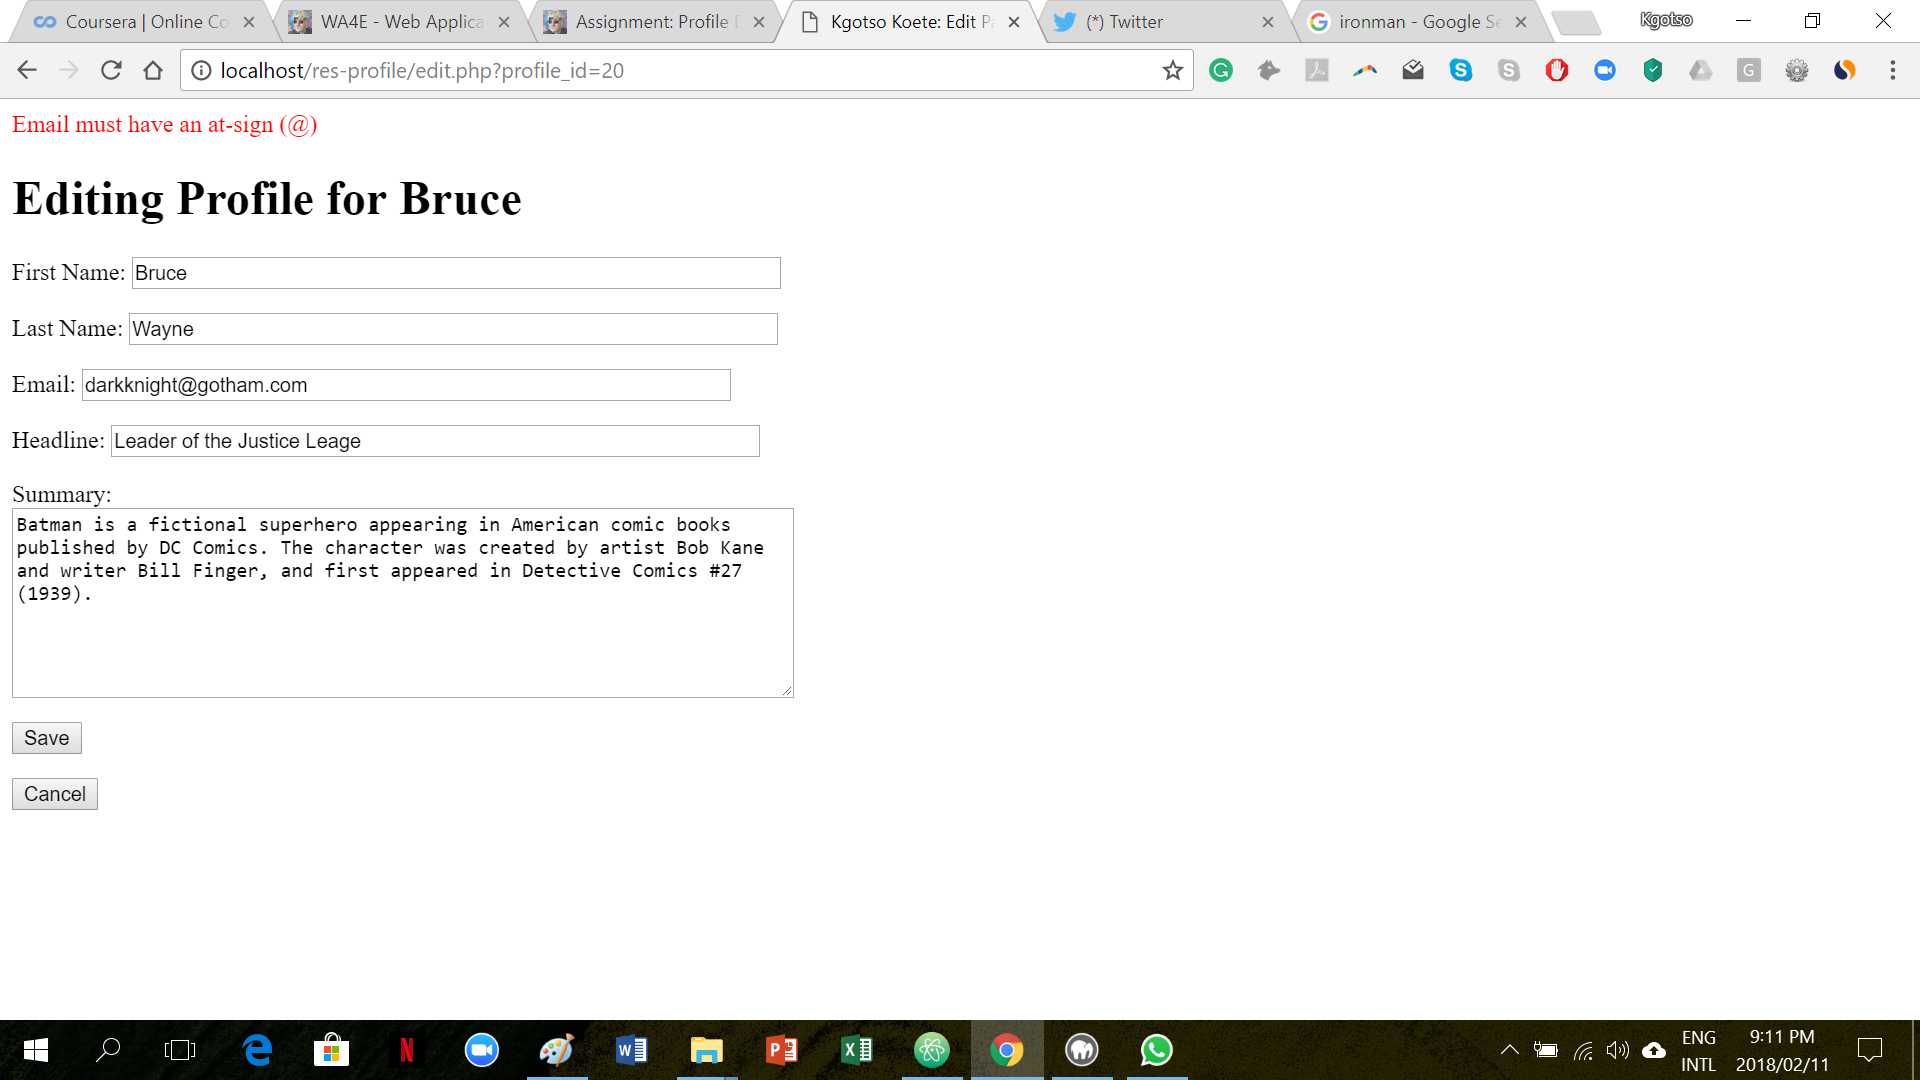 Coursera | Online Co
WA4E - Web Applica
Assignment: Profile D
Kgotso Koete: Edit Pa
(*) Twitter
ironman - Google Se
Kgotso
localhost/res-profile/edit.php?profile_id=20
Email must have an at-sign (@)
Editing Profile for Bruce
First Name: Bruce
Last Name: Wayne
Email: darkknight@gotham.com
Headline: Leader of the Justice Leage
Summary:
Batman is a fictional superhero appearing in American comic books
published by DC Comics. The character was created by artist Bob Kane
and writer Bill Finger, and first appeared in Detective Comics #27
(1939).
Save
Cancel
ENG
INTL
9:11 PM
2018/02/11